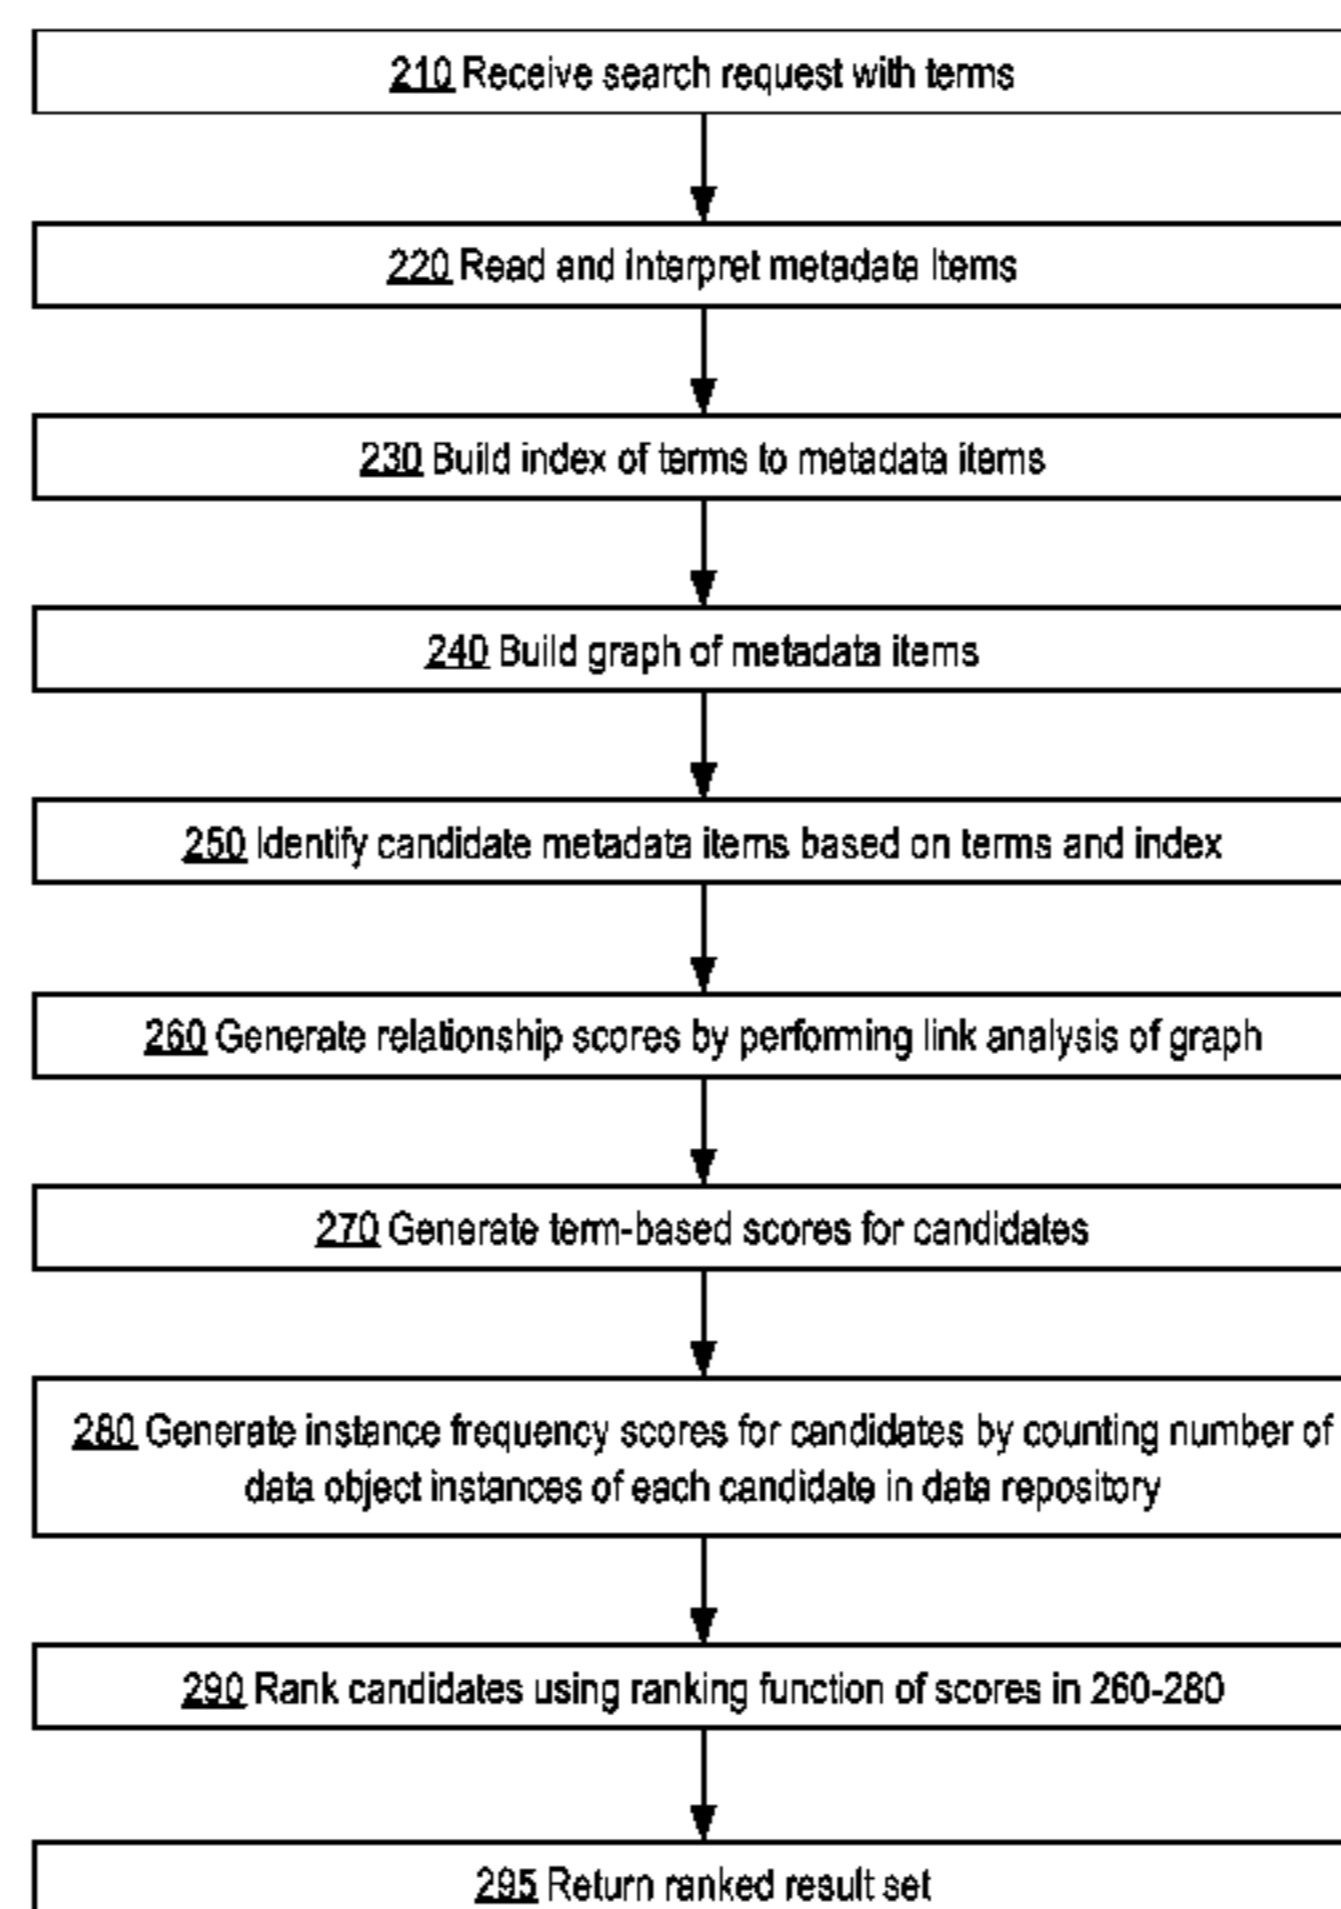 210 Receive search request with terms
220 Read and interpret metadata items
230 Build index of terms to metadata items
240 Build graph of metadata items
250 Identify candidate metadata items based on terms and index
260 Generate relationship scores by performing link analysis of graph
270 Generate term-based scores for candidates
280 Generate instance frequency scores for candidates by counting number of
data object instances of each candidate in data repository
290 Rank candidates using ranking function of scores in 260-280
295 Return ranked result set